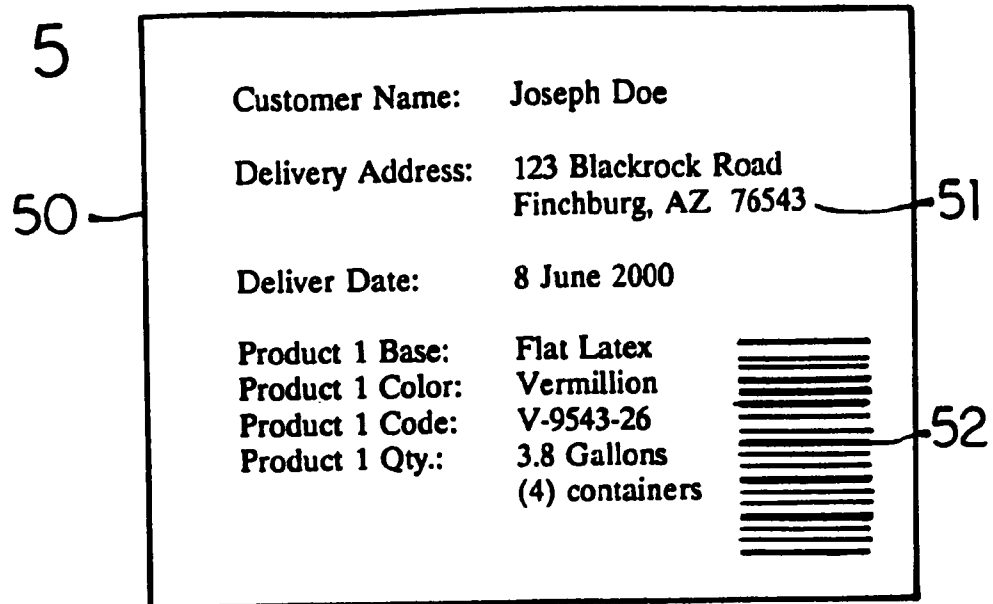 5
Customer Name: Joseph Doe
Delivery Address: 123 Blackrock Road
Finchburg, AZ 76543
50
51
Deliver Date: 8 June 2000
Product 1 Base: Flat Latex
Product 1 Color: Vermillion
Product 1 Code: V-9543-26
52
Product 1 Qty.: 3.8 Gallons
(4) containers